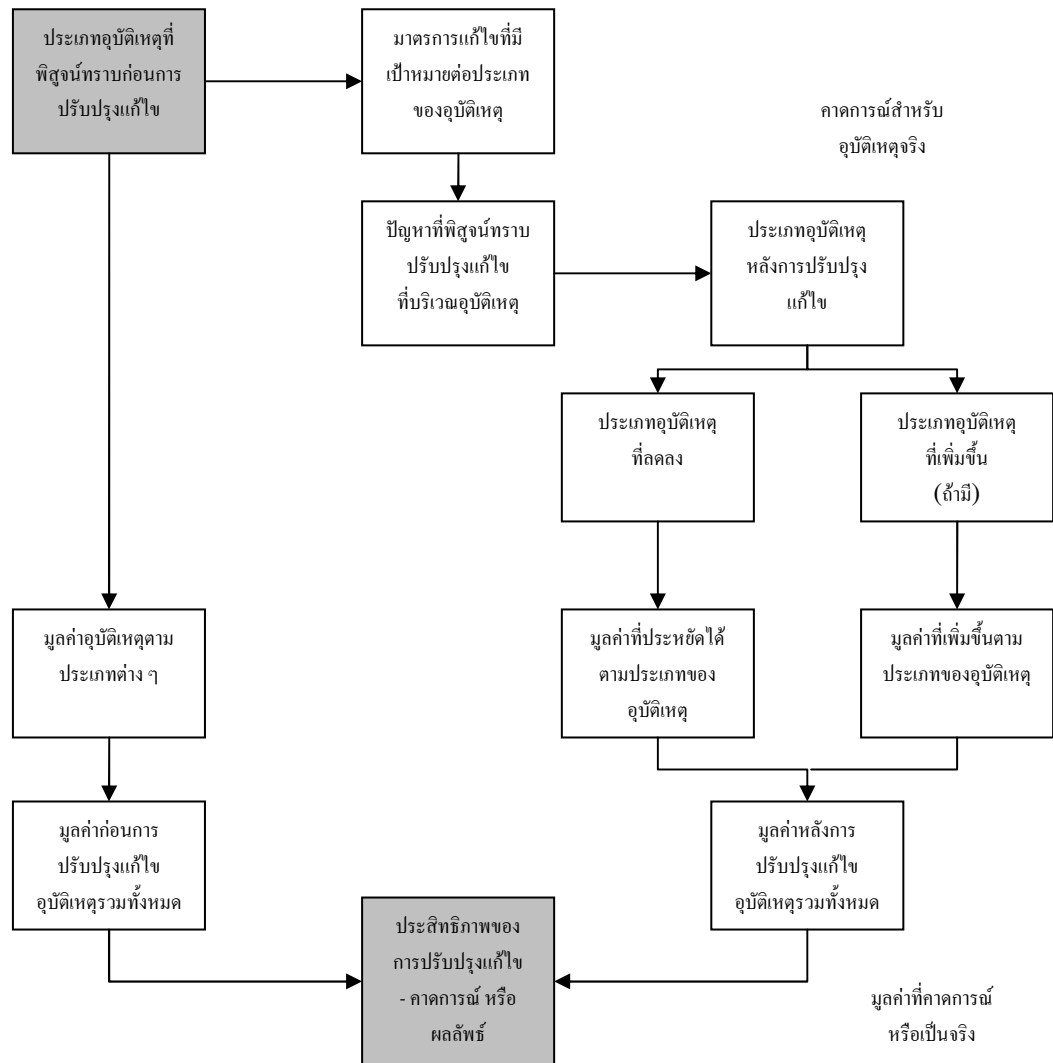 ประเภทอุบัติเหตุที่
พิสูจน์ทราบก่อนการ
ปรับปรุงแก้ไข
มาตรการแก้ไขที่มี
เป้าหมายต่อประเภท
ของอุบัติเหตุ
คาดการณ์สำหรับ
อุบัติเหตุจริง
ปัญหาที่พิสูจน์ทราบ
ปรับปรุงแก้ไข
ที่บริเวณอุบัติเหตุ
ประเภทอุบัติเหตุ
หลังการปรับปรุง
แก้ไข
ประเภทอุบัติเหตุ
ที่ลดลง
ประเภทอุบัติเหตุ
ที่เพิ่มขึ้น
(ถ้ามี)
มูลค่าอุบัติเหตุตาม
ประเภทต่าง ๆ
มูลค่าที่ประหยัดได้
ตามประเภทของ
อุบัติเหตุ
มูลค่าที่เพิ่มขึ้นตาม
ประเภทของอุบัติเหตุ
มูลค่าก่อนการ
ปรับปรุงแก้ไข
อุบัติเหตุรวมทั้งหมด
มูลค่าหลังการ
ปรับปรุงแก้ไข
อุบัติเหตุรวมทั้งหมด
ประสิทธิภาพของ
การปรับปรุงแก้ไข
- คาดการณ์ หรือ
ผลลัพธ์
มูลค่าที่คาดการณ์
หรือเป็นจริง